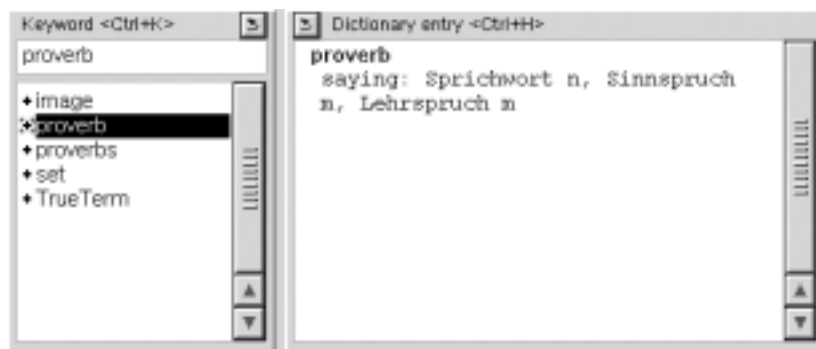 Keyword <Ctrl+K>
proverb
image
proverb
proverbs
set
TrueTerm
Dictionary entry <Ctrl+H>
proverb
saying: Sprichwort n, Sinnspruch
m, Lehrspruch m